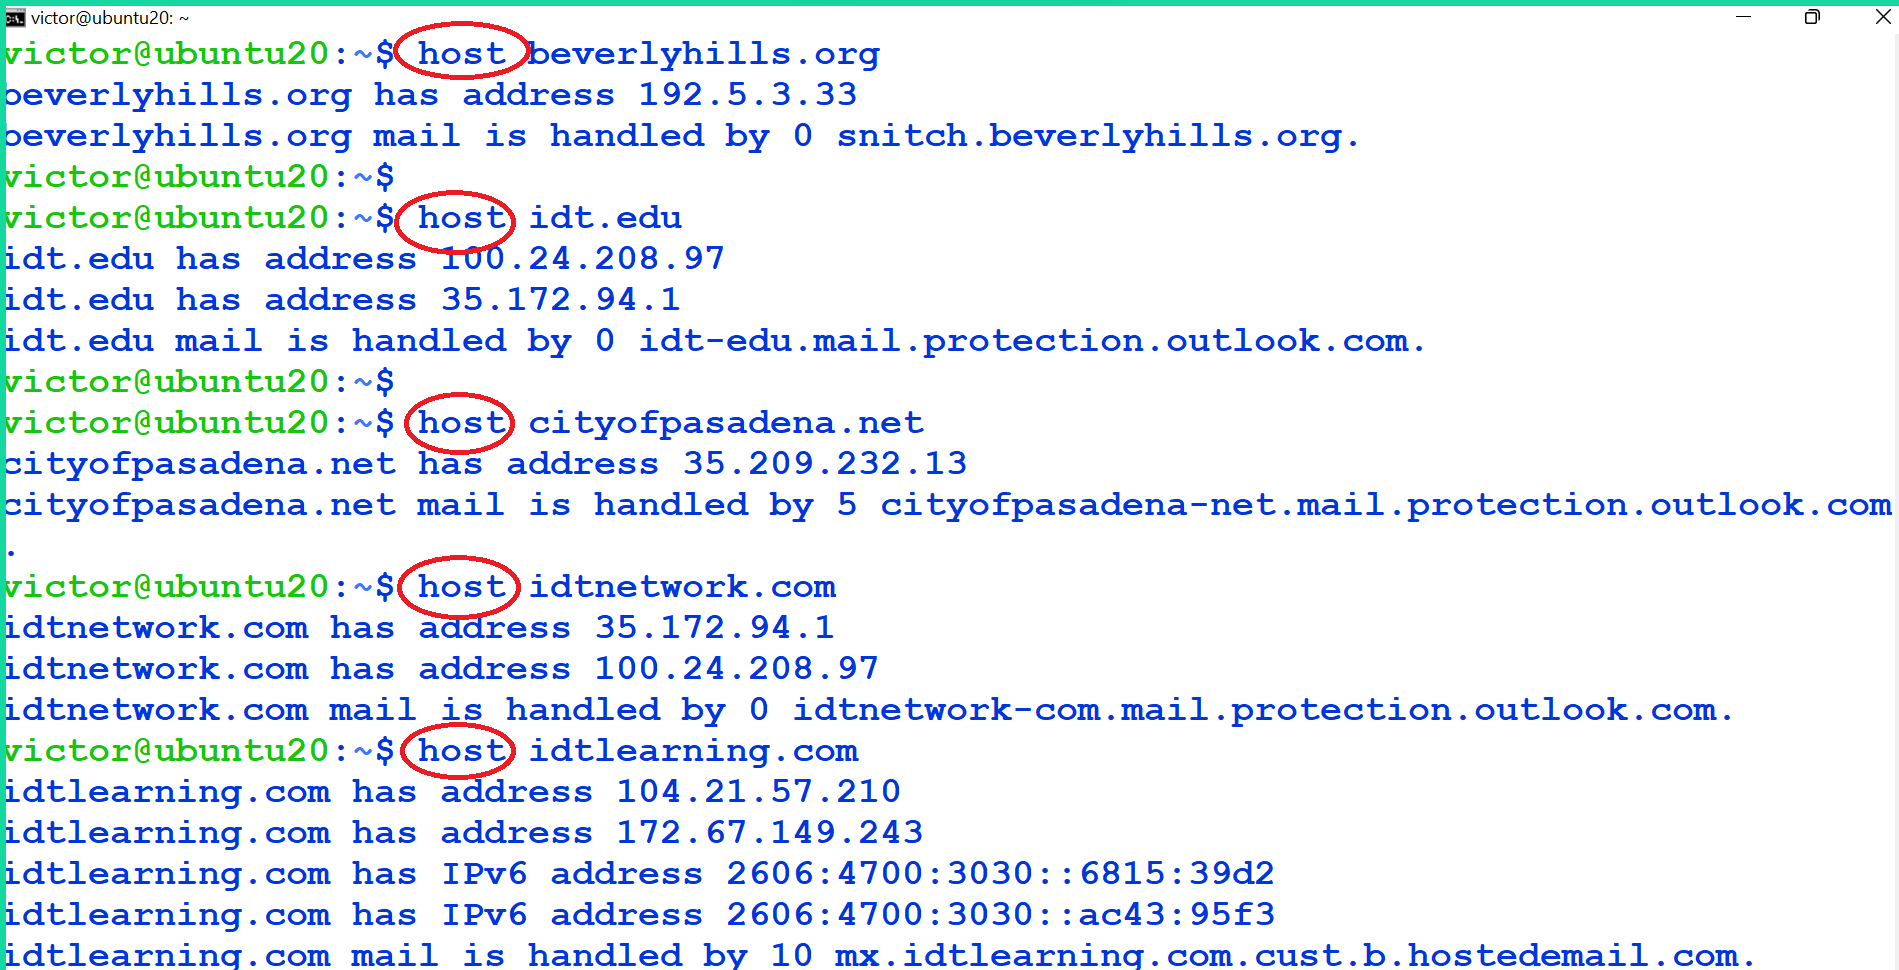 victor@ubuntu20: ~
victor@ubuntu20:~$ host beverlyhills.org
beverlyhills.org has address 192.5.3.33
beverlyhills.org mail is handled by 0 snitch.beverlyhills.org.
victor@ubuntu20:~$
victor@ubuntu20:~$ host idt.edu
idt.edu has address 100.24.208.97
idt.edu has address 35.172.94.1
idt.edu mail is handled by 0 idt-edu.mail.protection.outlook.com.
victor@ubuntu20:~$
victor@ubuntu20:~$ host cityofpasadena.net
cityofpasadena.net has address 35.209.232.13
cityofpasadena.net mail is handled by 5 cityofpasadena-net.mail.protection.outlook.com
.
victor@ubuntu20:~$ host idtnetwork.com
idtnetwork.com has address 35.172.94.1
idtnetwork.com has address 100.24.208.97
idtnetwork.com mail is handled by 0 idtnetwork-com.mail.protection.outlook.com.
victor@ubuntu20:~$ host idtlearning.com
idtlearning.com has address 104.21.57.210
idtlearning.com has address 172.67.149.243
idtlearning.com has IPv6 address 2606:4700:3030::6815:39d2
idtlearning.com has IPv6 address 2606:4700:3030::ac43:95f3
idtlearning.com mail is handled by 10 mx.idtlearning.com.cust.b.hostedemail.com.